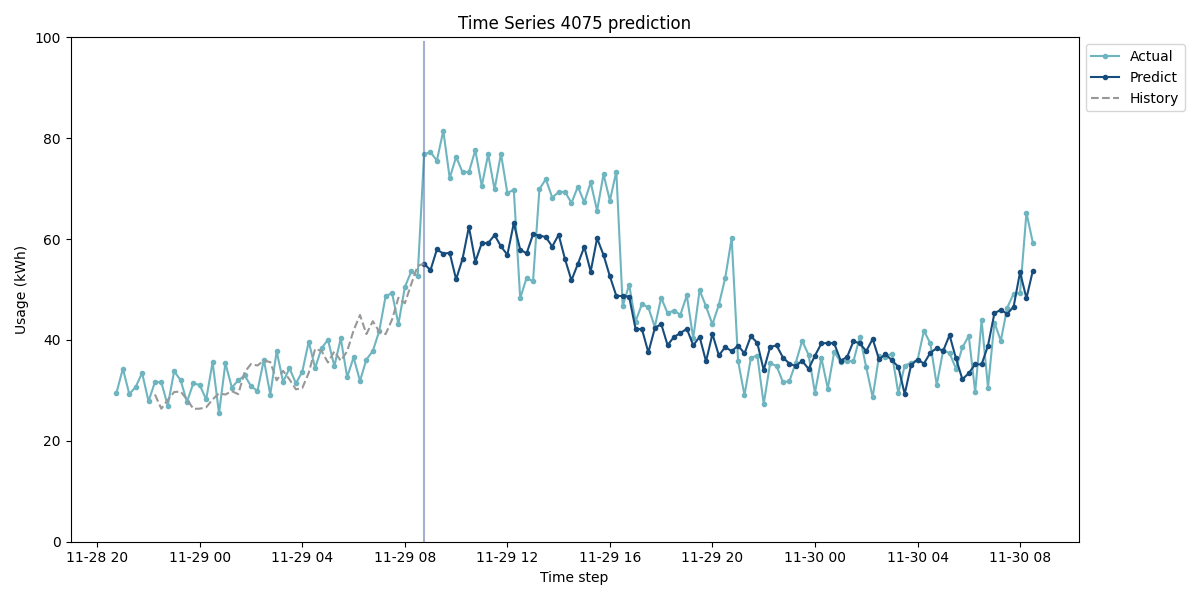 Time Series 4075 prediction
Actual
Predict
History
Usage (kWh)
100
80
60
40
20
0
11-28 20
11-29 00
11-29 04
11-29 08
11-29 12
11-29 16
11-29 20
11-30 00
11-30 04
11-30 08
Time step